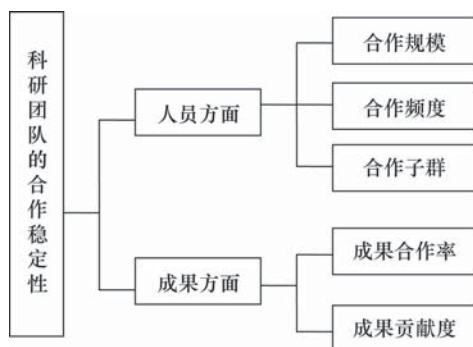 科研团队的合作稳定性
人员方面
合作规模
合作频度
合作子群
成果方面
成果合作率
成果贡献度